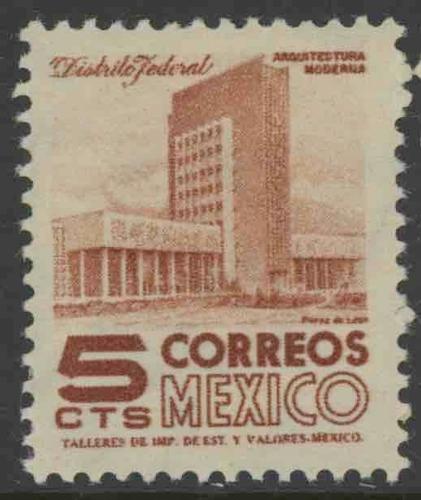 Distrito Federal
ARQUITECTURA
MODERNA
5
CTS
CORREOS
MEXICO
TALLERES DE IMP. DE EST. Y VALORES-MEXICO.